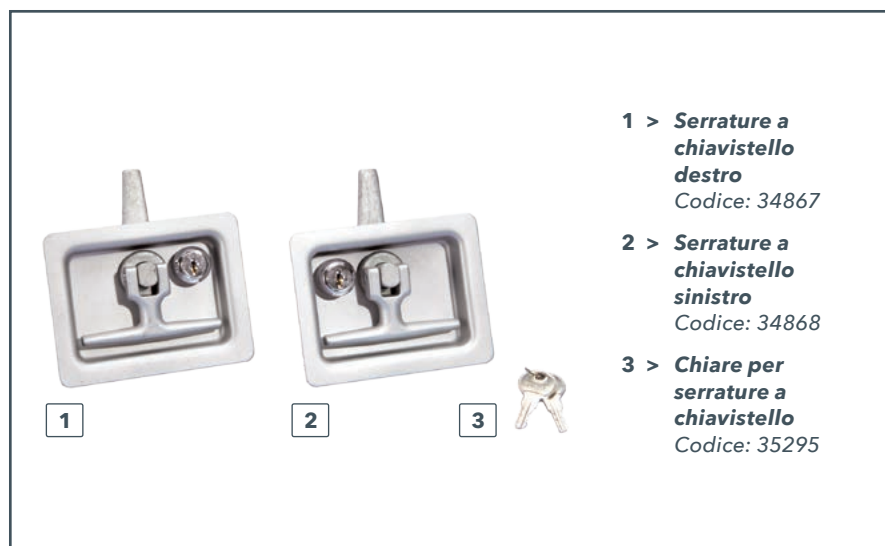 1 > Serrature a
chiavistello
destro
Codice: 34867
2 > Serrature a
chiavistello
sinistro
Codice: 34868
3 > Chiare per
serrature a
chiavistello
Codice: 35295
1
2
3